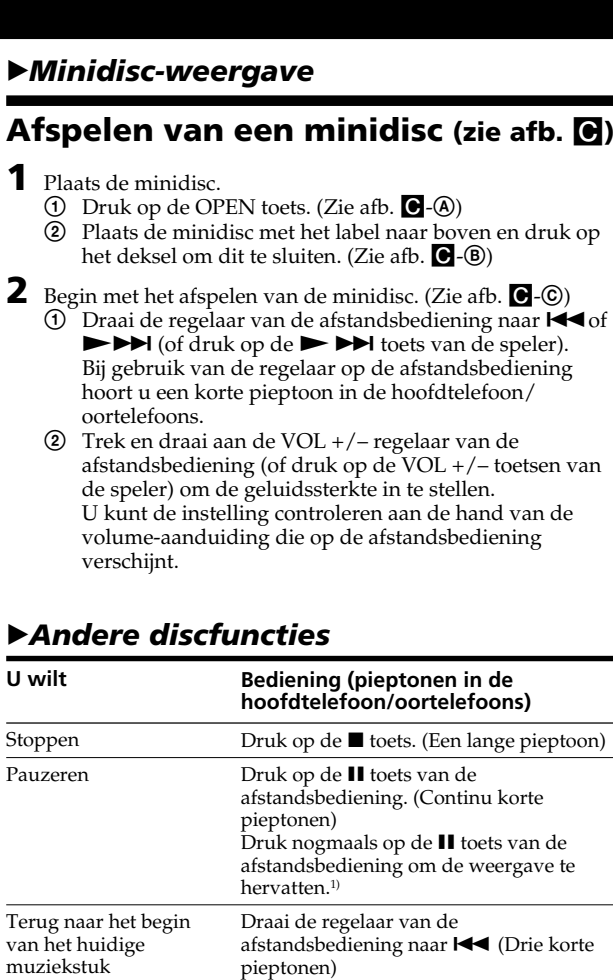 ▶Minidisc-weergave
Afspelen van een minidisc (zie afb. C)
1 Plaats de minidisc.
① Druk op de OPEN toets. (Zie afb. C-Ⓐ)
② Plaats de minidisc met het label naar boven en druk op
het deksel om dit te sluiten. (Zie afb. C-Ⓑ)
2 Begin met het afspelen van de minidisc. (Zie afb. C-Ⓒ)
① Draai de regelaar van de afstandsbediening naar ⏮ of
▶▶▶I (of druk op de ▶ ▶▶I toets van de speler).
Bij gebruik van de regelaar op de afstandsbediening
hoort u een korte pieptoon in de hoofdtelefoon/
oortelefoons.
② Trek en draai aan de VOL +/– regelaar van de
afstandsbediening (of druk op de VOL +/– toetsen van
de speler) om de geluidssterkte in te stellen.
U kunt de instelling controleren aan de hand van de
volume-aanduiding die op de afstandsbediening
verschijnt.
▶Andere discfuncties
U wilt Bediening (pieptonen in de
hoofdtelefoon/oortelefoons)
Stoppen Druk op de ■ toets. (Een lange pieptoon)
Pauzeren Druk op de ⏸ toets van de
afstandsbediening. (Continu korte
pieptonen)
Druk nogmaals op de ⏸ toets van de
afstandsbediening om de weergave te
hervatten.¹⁾
Terug naar het begin Draai de regelaar van de
van het huidige afstandsbediening naar ⏮ (Drie korte
muziekstuk pieptonen)